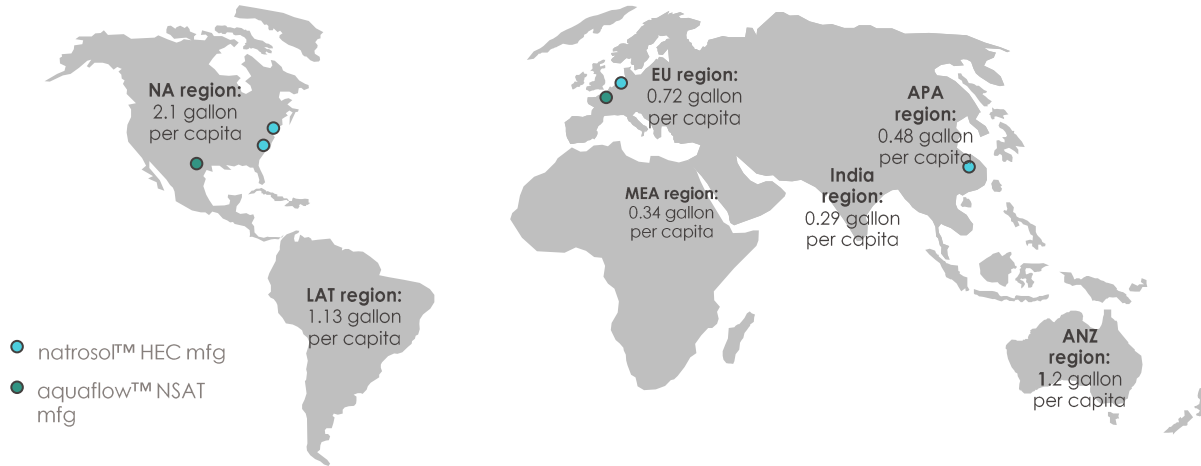 NA region:
2.1 gallon
per capita
EU region:
0.72 gallon
per capita
APA
region:
0.48 gallon
per capita
India
region:
0.29 gallon
per capita
MEA region:
0.34 gallon
per capita
LAT region:
1.13 gallon
per capita
ANZ
region:
1.2 gallon
per capita
natrosol™ HEC mfg
aquaflow™ NSAT
mfg